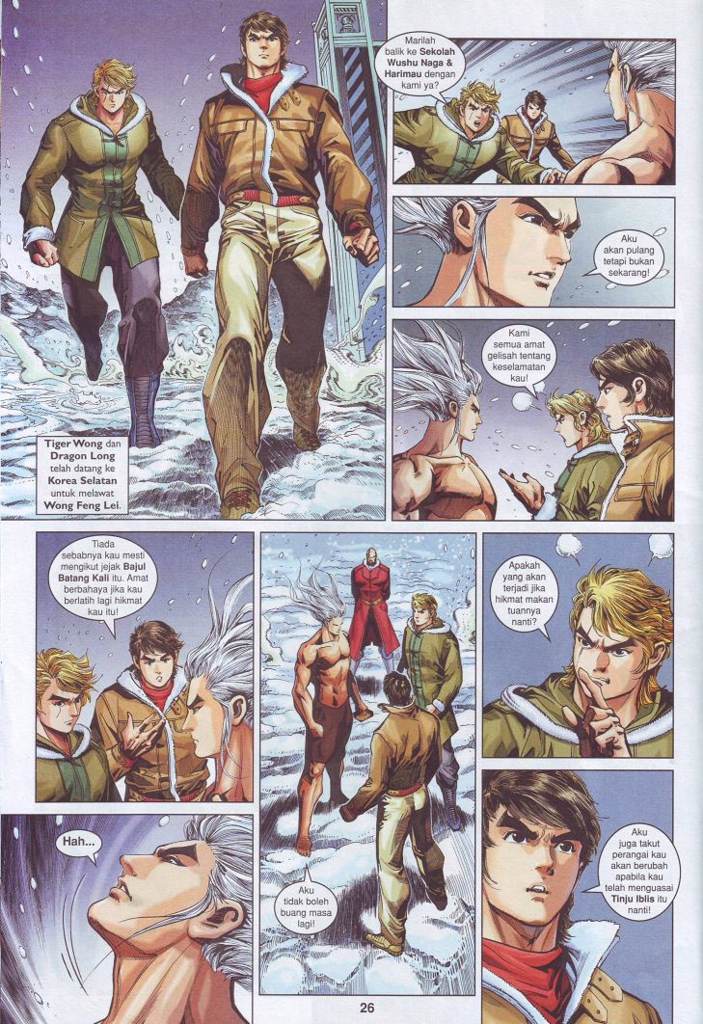 Tiger Wong dan
Dragon Long
telah datang ke
Korea Selatan
untuk melawat
Wong Feng Lei.
Marilah
balik ke Sekolah
Wushu Naga &
Harimau dengan
kami ya?
Aku
akan pulang
tetapi bukan
sekarang!
Kami
semua amat
gelisah tentang
keselamatan
kau!
Tiada
sebabnya kau mesti
mengikut jejak Bajul
Batang Kali itu. Amat
berbahaya jika kau
berlatih lagi hikmat
kau itu!
Hah...
Aku
tidak boleh
buang masa
lagi!
Apakah
yang akan
terjadi jika
hikmat makan
tuannya
nanti?
Aku
juga takut
perangai kau
akan berubah
apabila kau
telah menguasai
Tinju Iblis itu
nanti!
26